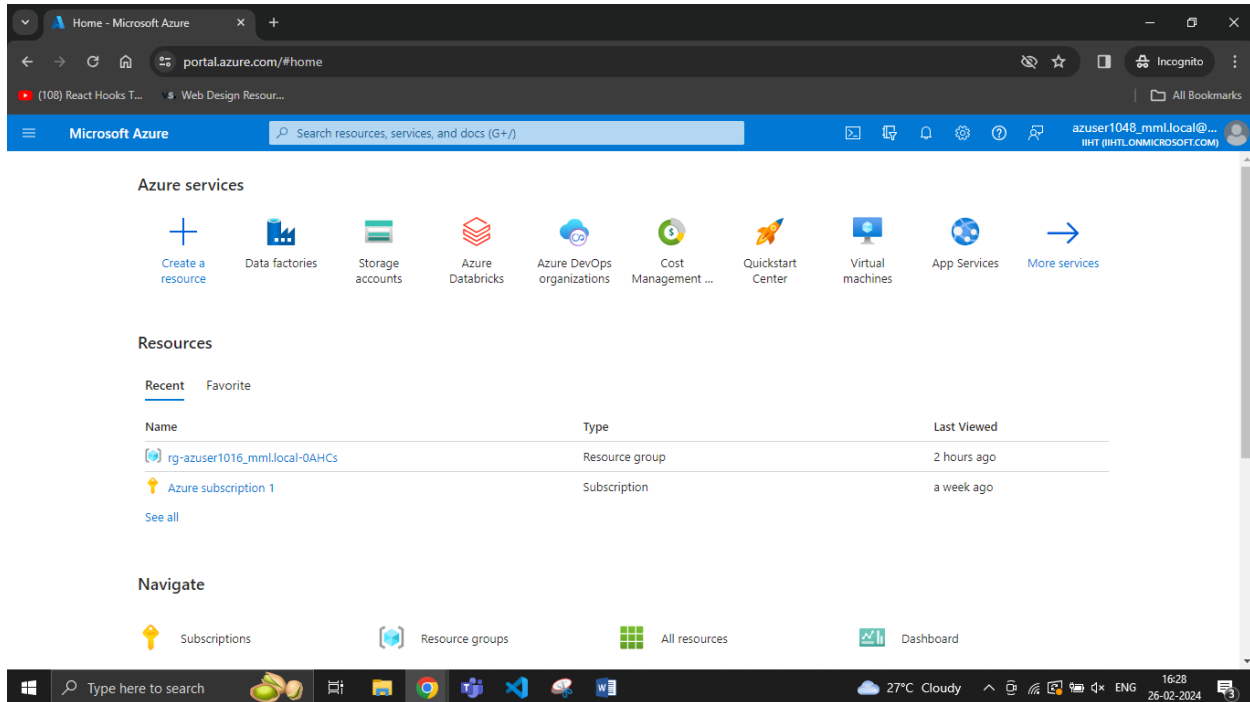 Home - Microsoft Azure
portal.azure.com/#home
Incognito
(108) React Hooks T...
Web Design Resour...
All Bookmarks
Microsoft Azure
Search resources, services, and docs (G+/)
azuser1048_mml.local@...
IIHT (IIHTL.ONMICROSOFT.COM)
Azure services
Create a resource
Data factories
Storage accounts
Azure Databricks
Azure DevOps organizations
Cost Management ...
Quickstart Center
Virtual machines
App Services
More services
Resources
Recent Favorite
Name Type Last Viewed
rg-azuser1016_mml.local-0AHCs Resource group 2 hours ago
Azure subscription 1 Subscription a week ago
See all
Navigate
Subscriptions Resource groups All resources Dashboard
Type here to search
27°C Cloudy
ENG
16:28
26-02-2024
3